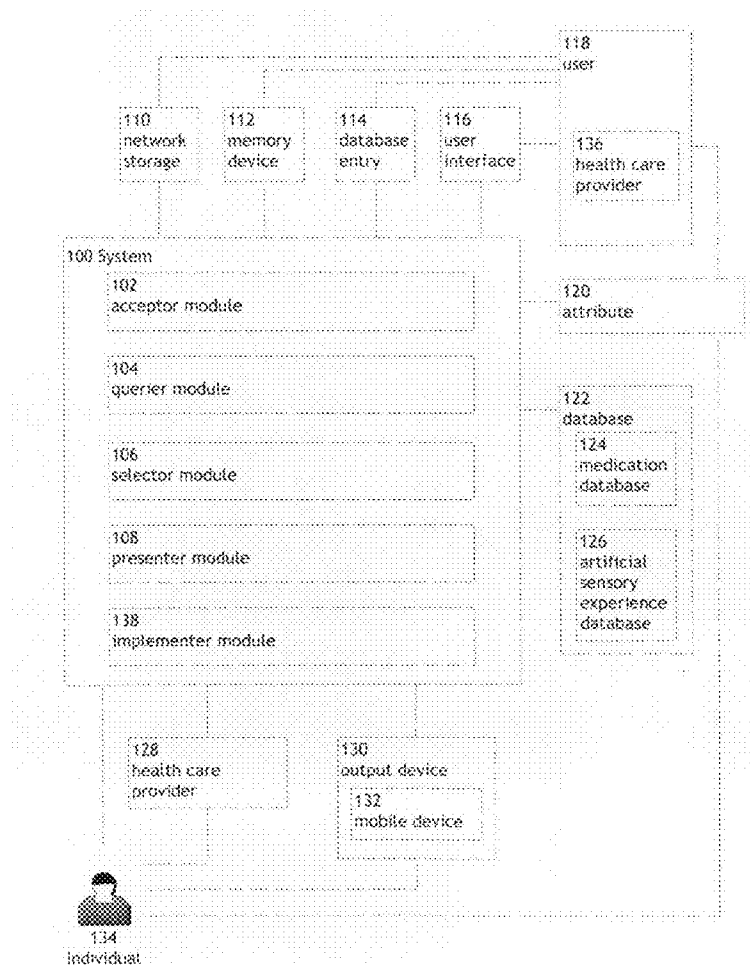 118
user
110
network
storage
112
memory
device
114
database
entry
116
user
interface
136
health care
provider
100 System
102
acceptor module
120
attribute
104
querier module
122
database
124
medication
database
106
selector module
108
presenter module
126
artificial
sensory
experience
database
138
implementer module
128
health care
provider
130
output device
132
mobile device
134
individual